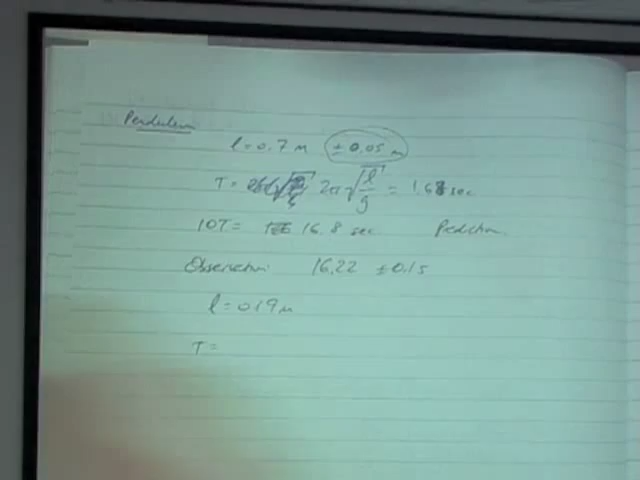 Pendulum
l = 0.7 m ± 0.05 m
T = 2π√(l/g) = 1.68 sec
10T = 16.8 sec
Observation 16.22 ± 0.15
l = 0.19 m
T =